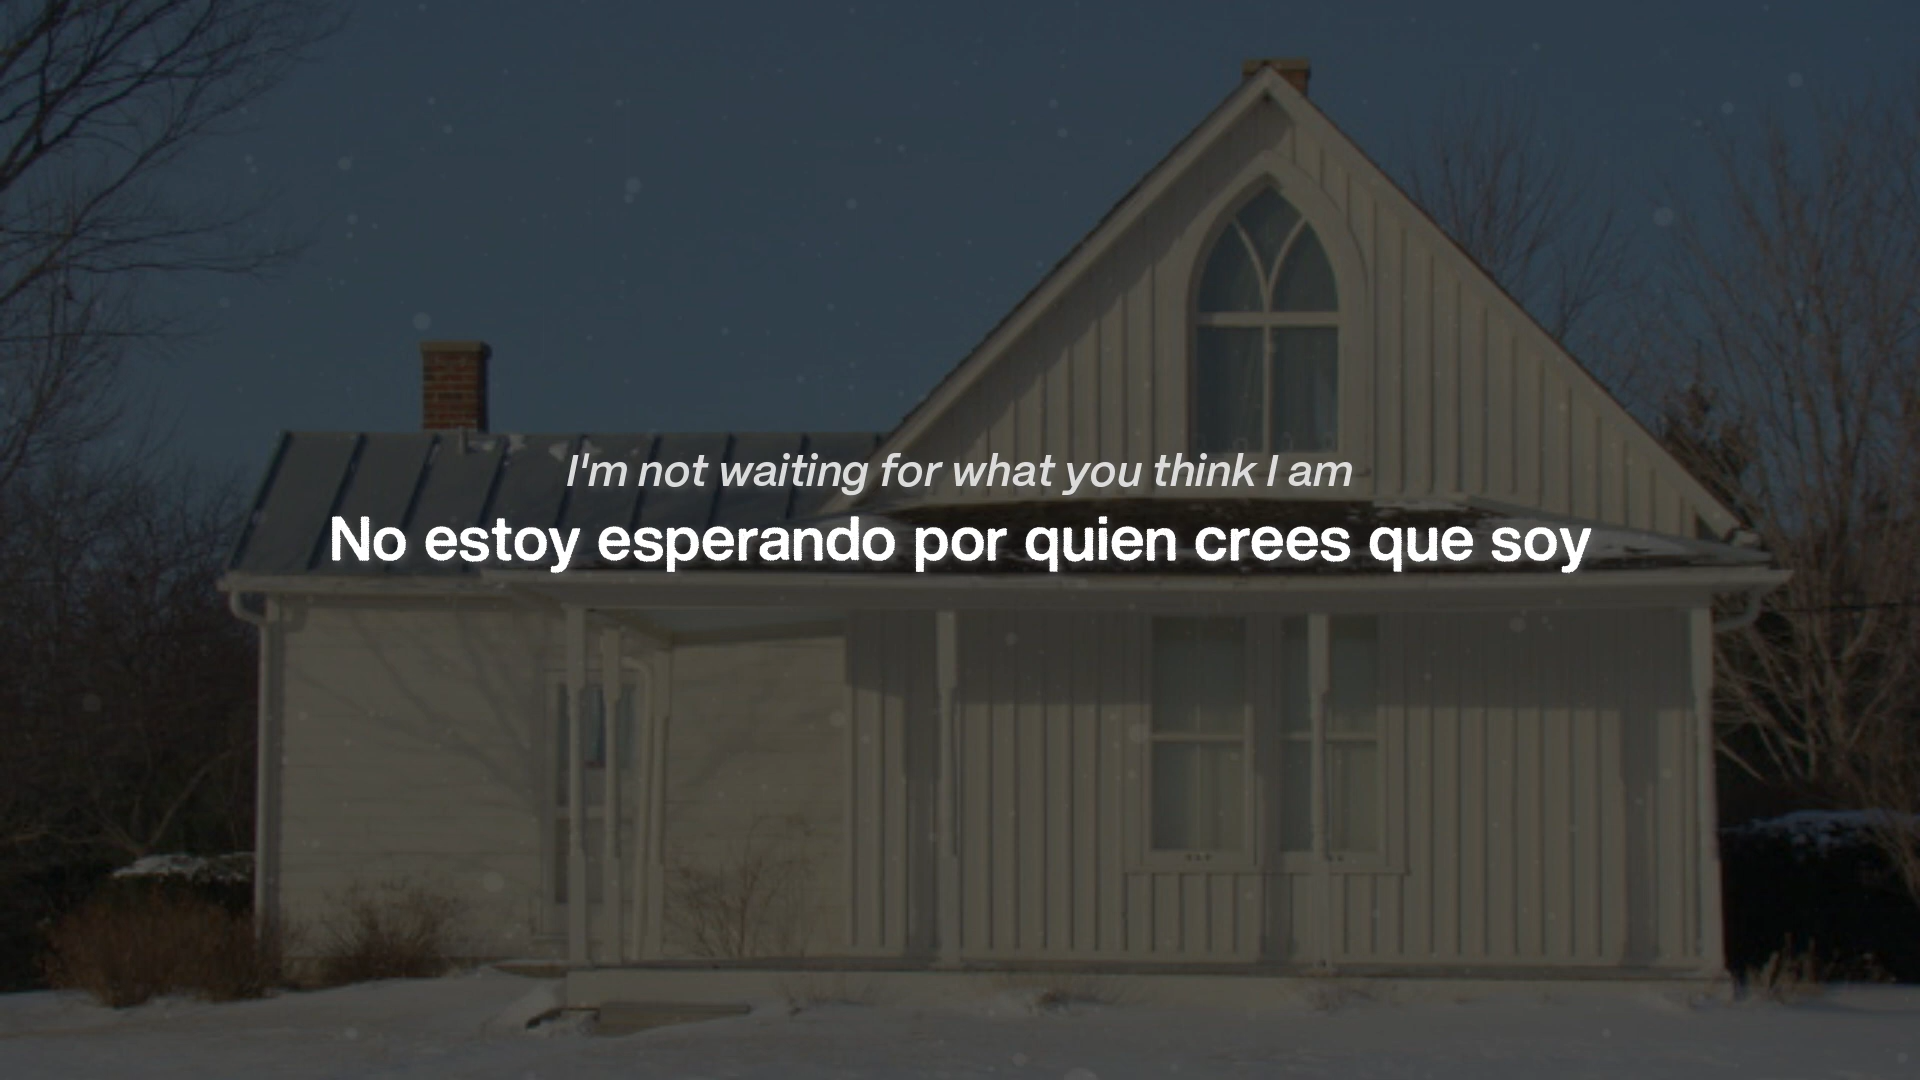 I'm not waiting for what you think I am
No estoy esperando por quien crees que soy